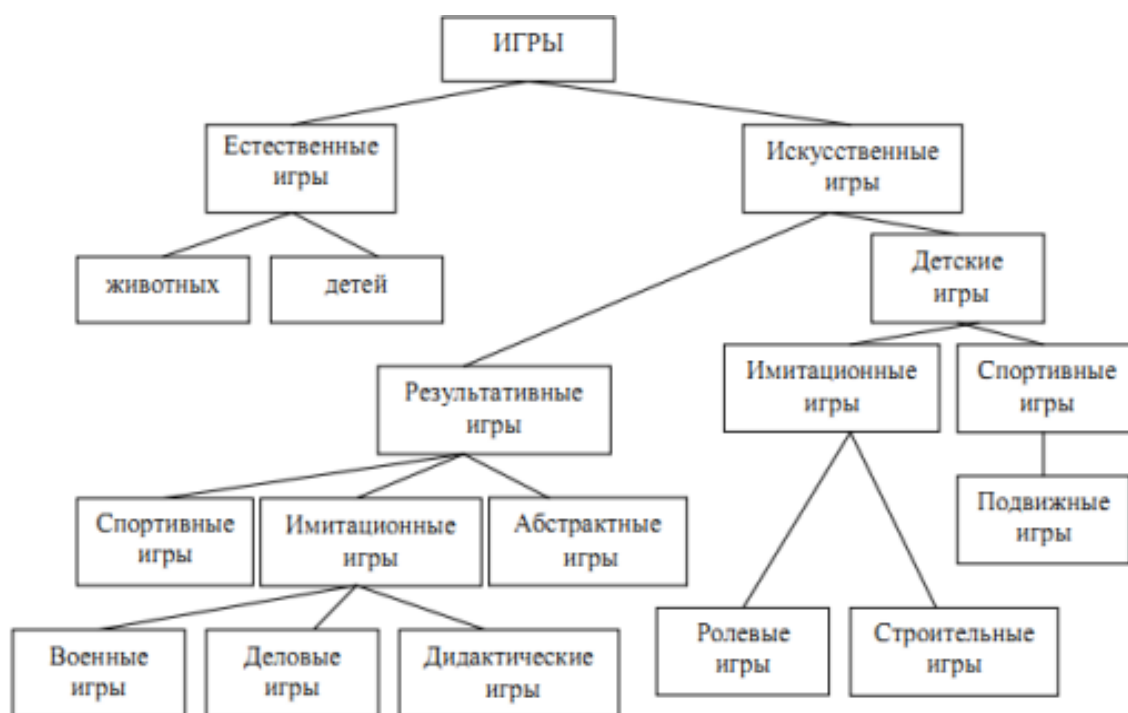 ИГРЫ
Естественные
игры
Искусственные
игры
животных
детей
Детские
игры
Результативные
игры
Имитационные
игры
Спортивные
игры
Спортивные
игры
Имитационные
игры
Абстрактные
игры
Подвижные
игры
Военные
игры
Деловые
игры
Дидактические
игры
Ролевые
игры
Строительные
игры